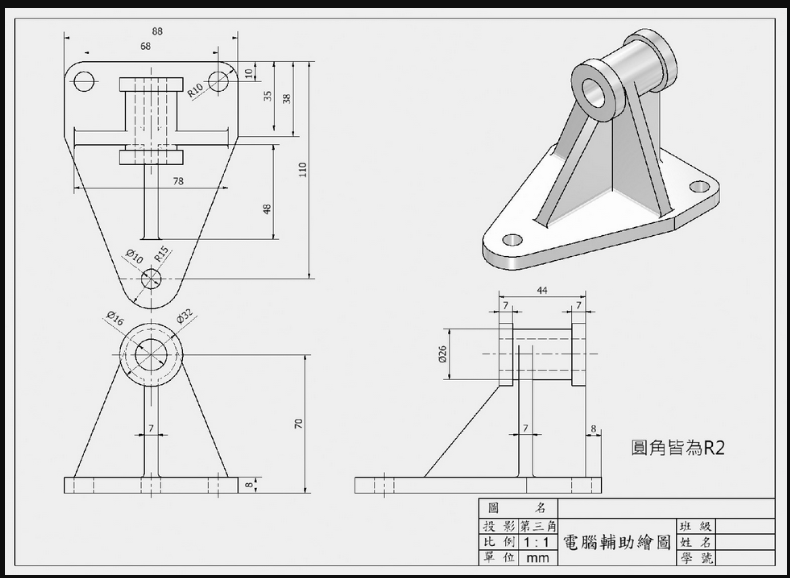 88
68
10
R10
35
38
110
78
48
Ø10
R15
Ø16
Ø32
7
70
8
44
7
7
Ø26
7
8
圓角皆為R2
圖 名
投 影 第三角
比 例 1 : 1
單 位 mm
電腦輔助繪圖
班 級
姓 名
學 號